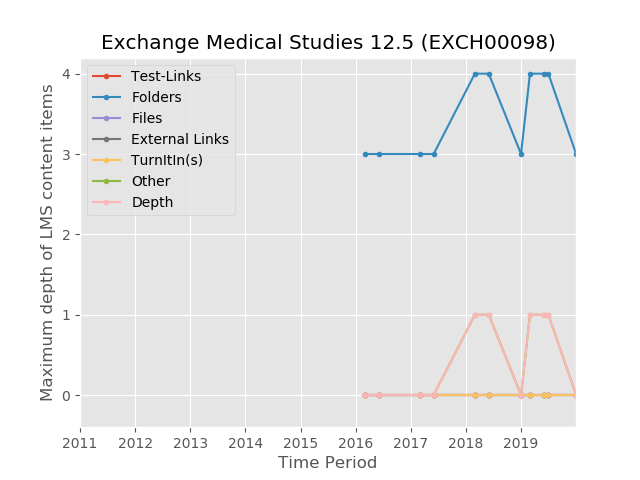 Exchange Medical Studies 12.5 (EXCH00098)
Maximum depth of LMS content items
4
3
2
1
0
Test-Links
Folders
Files
External Links
TurnItIn(s)
Other
Depth
2011 2012 2013 2014 2015 2016 2017 2018 2019
Time Period